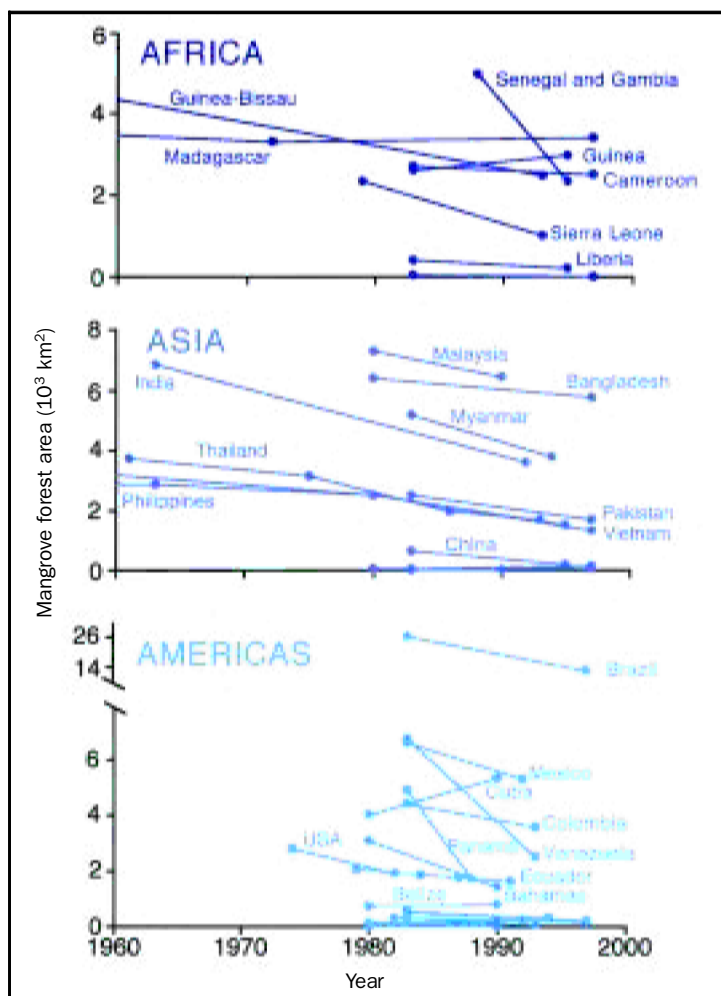 Mangrove forest area (10³ km²)
6
AFRICA
Senegal and Gambia
Guinea-Bissau
4
Guinea
Madagascar
Cameroon
2
Sierra Leone
Liberia
0
8
ASIA
Malaysia
India
Bangladesh
6
Myanmar
4
Thailand
Philippines
Pakistan
2
Vietnam
China
0
26
AMERICAS
14
Brazil
6
Mexico
Cuba
4
Colombia
USA
Panama
Venezuela
2
Ecuador
Belize
Bahamas
0
1960 1970 1980 1990 2000
Year